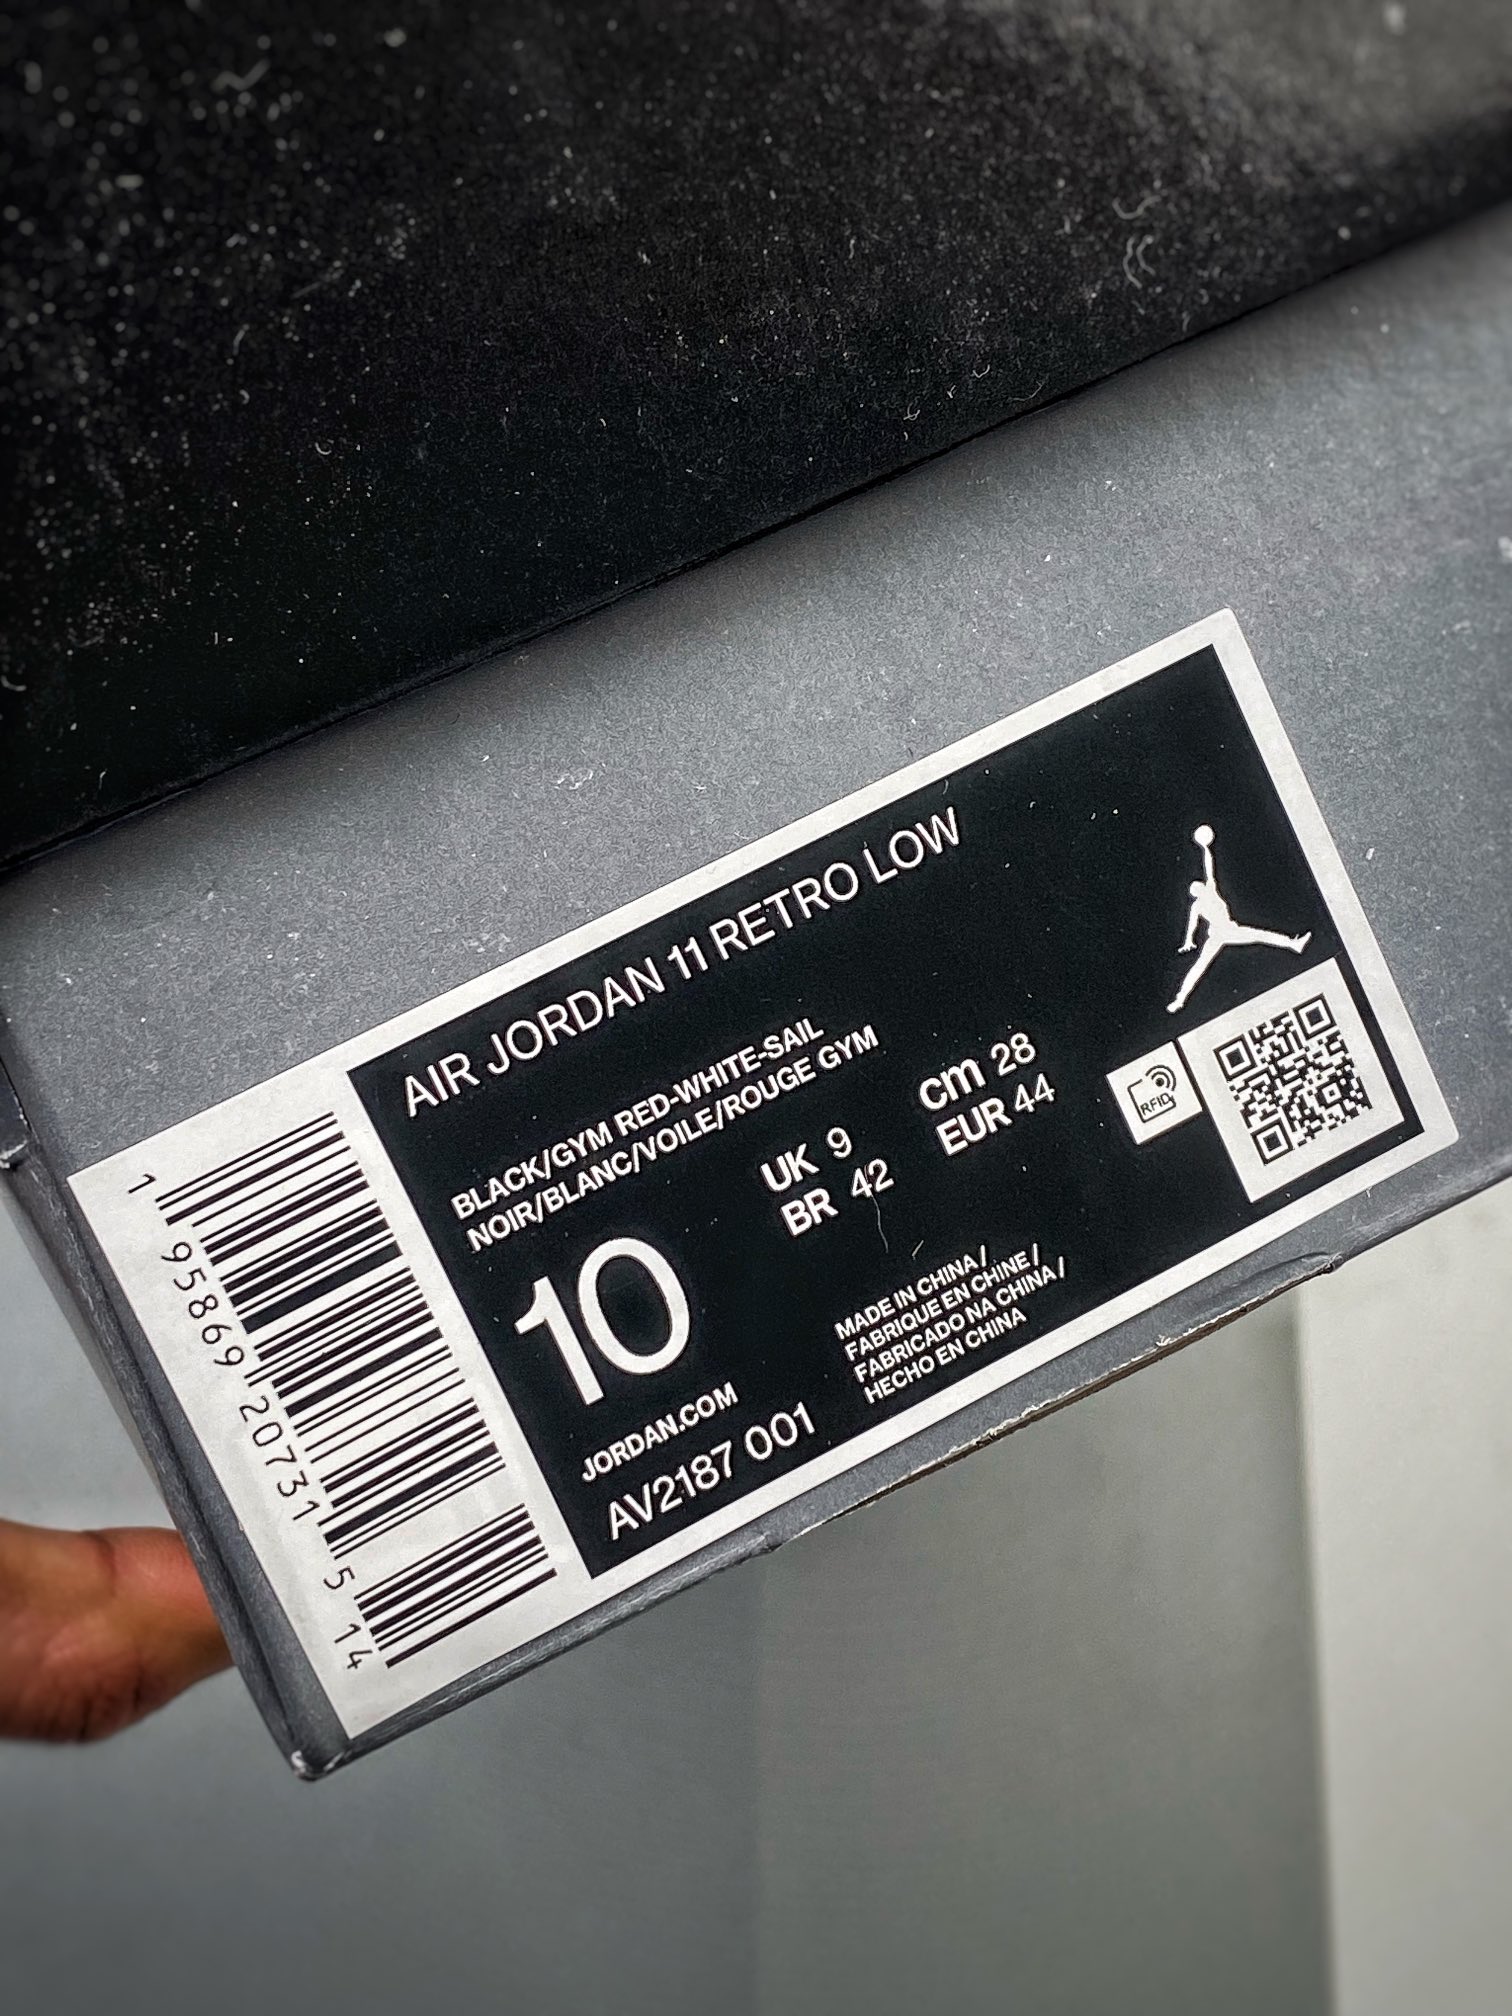 AIR JORDAN 11 RETRO LOW
BLACK/GYM RED-WHITE-SAIL
NOIR/BLANC/VOILE/ROUGE GYM
10
UK 9
BR 42
cm 28
EUR 44
RFID
JORDAN.COM
AV2187 001
MADE IN CHINA /
FABRIQUE EN CHINE /
FABRICADO NA CHINA /
HECHO EN CHINA
1 95869 20731 5 14